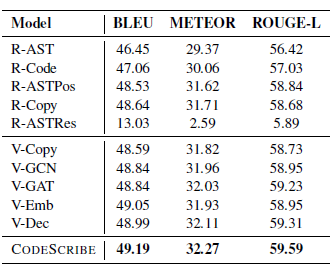 Model BLEU METEOR ROUGE-L
R-AST 46.45 29.37 56.42
R-Code 47.06 30.06 57.03
R-ASTPos 48.53 31.62 58.84
R-Copy 48.64 31.71 58.68
R-ASTRes 13.03 2.59 5.89
V-Copy 48.59 31.82 58.73
V-GCN 48.84 31.96 58.95
V-GAT 48.84 32.03 59.23
V-Emb 49.05 31.93 58.95
V-Dec 48.99 32.11 59.31
CODESCRIBE 49.19 32.27 59.59